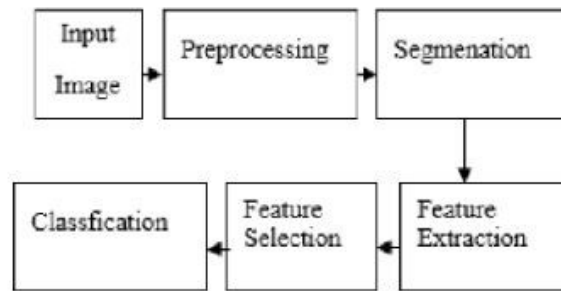 Input
Image
Preprocessing
Segmenation
Feature
Extraction
Feature
Selection
Classfication